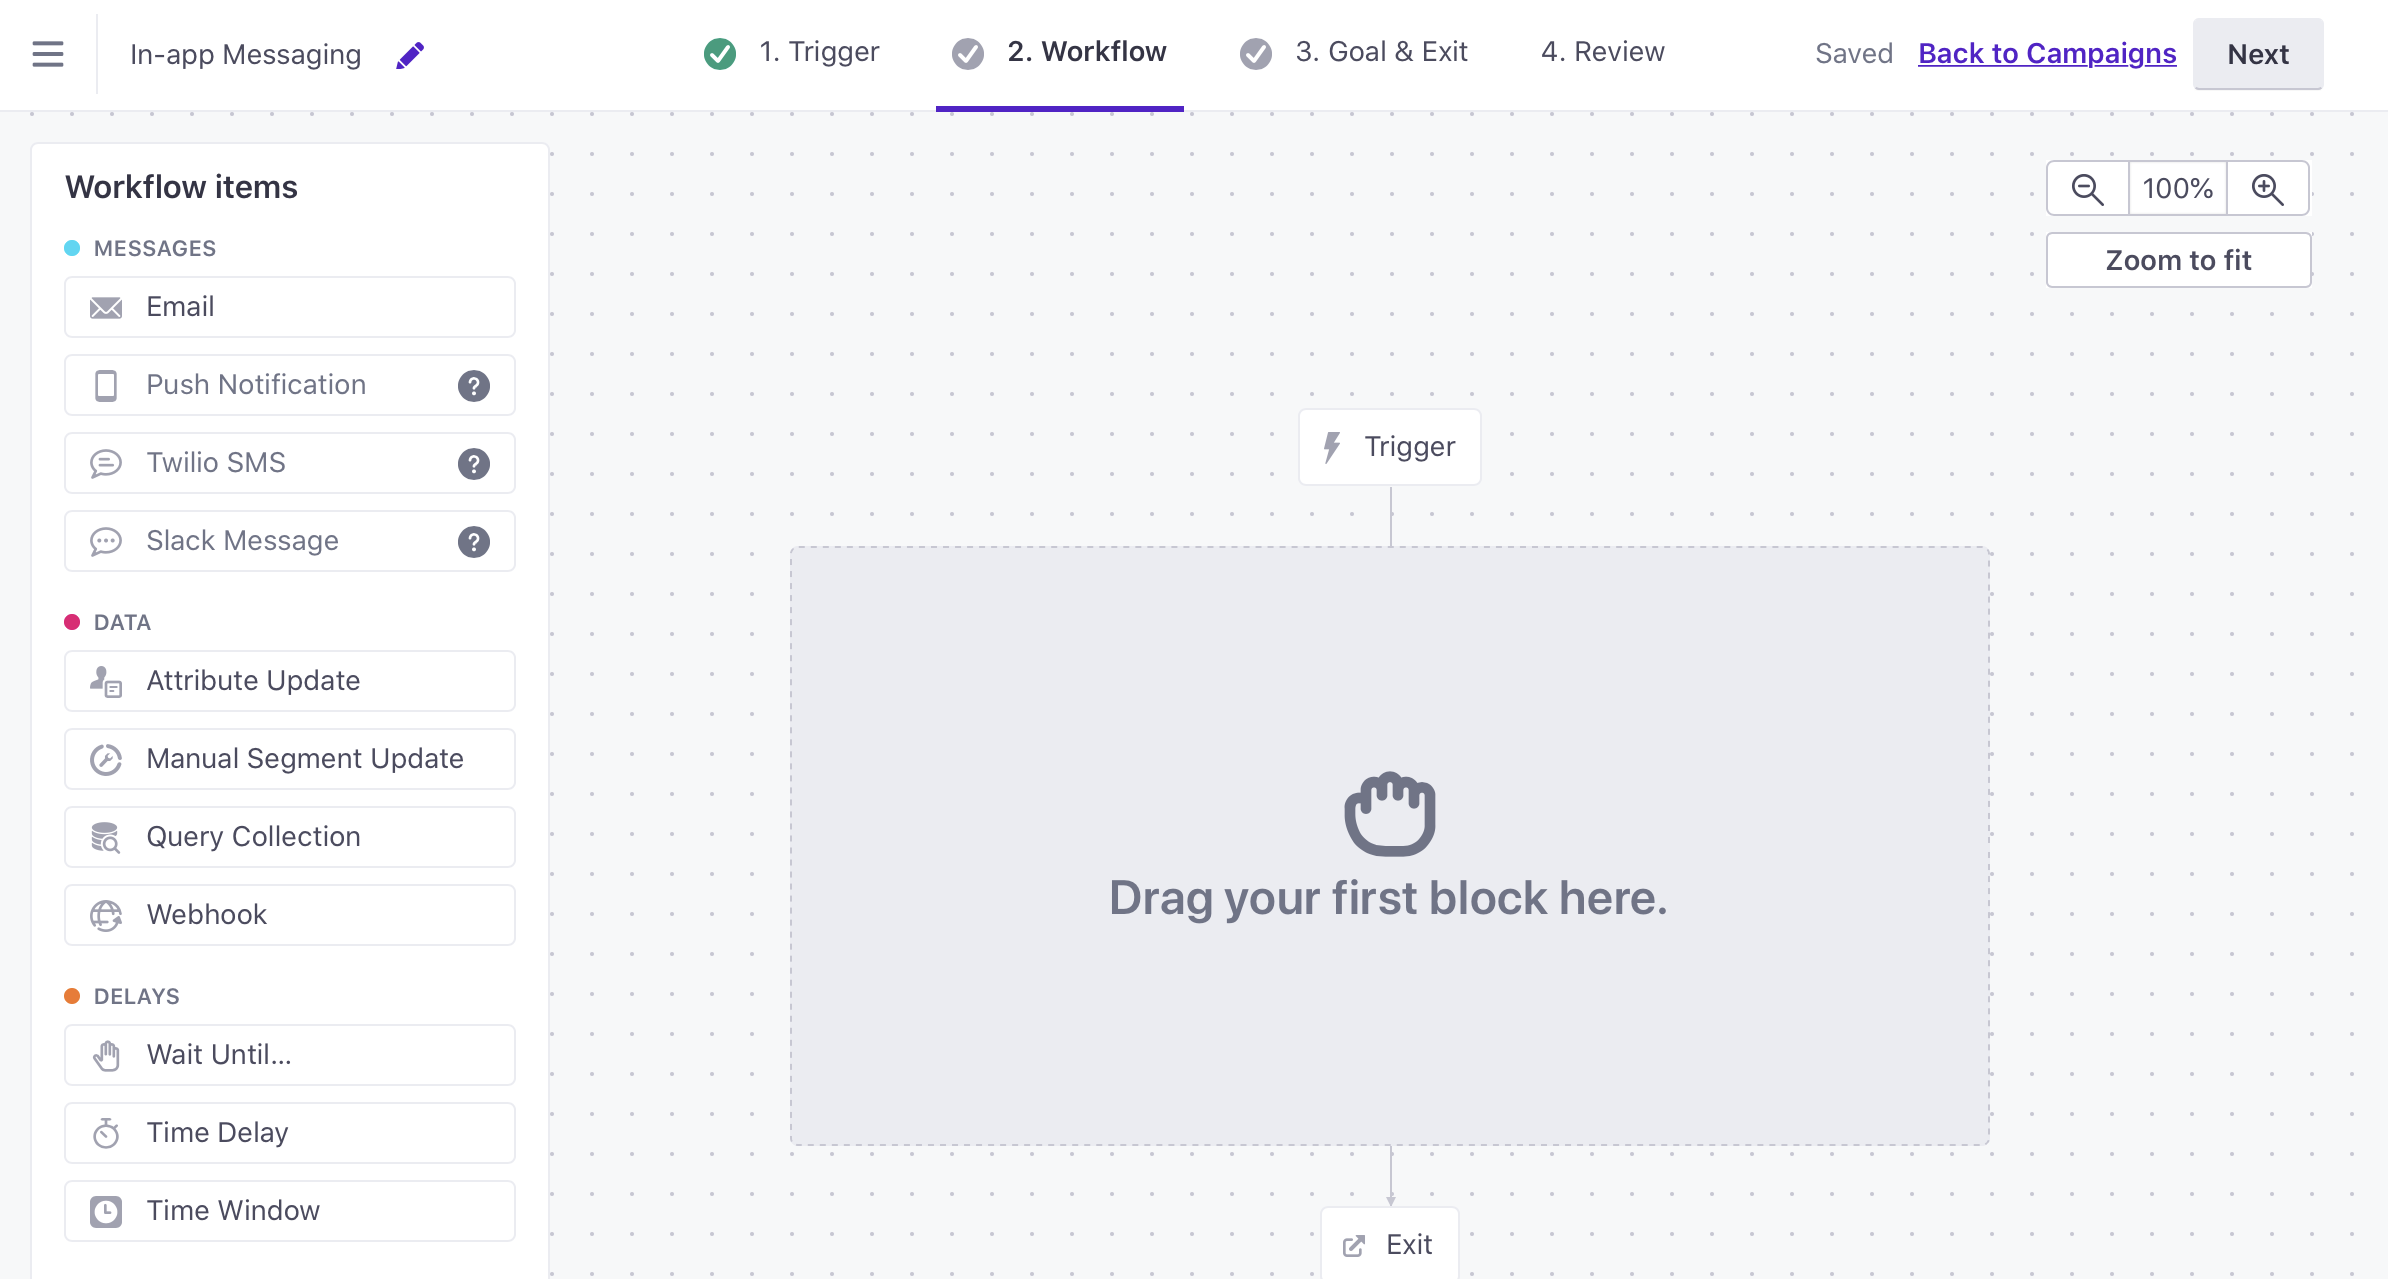 In-app Messaging
1. Trigger
2. Workflow
3. Goal & Exit
4. Review
Saved
Back to Campaigns
Next
Workflow items
MESSAGES
Email
Push Notification
?
Twilio SMS
?
Slack Message
?
DATA
Attribute Update
Manual Segment Update
Query Collection
Webhook
DELAYS
Wait Until...
Time Delay
Time Window
100%
Zoom to fit
Trigger
Drag your first block here.
Exit